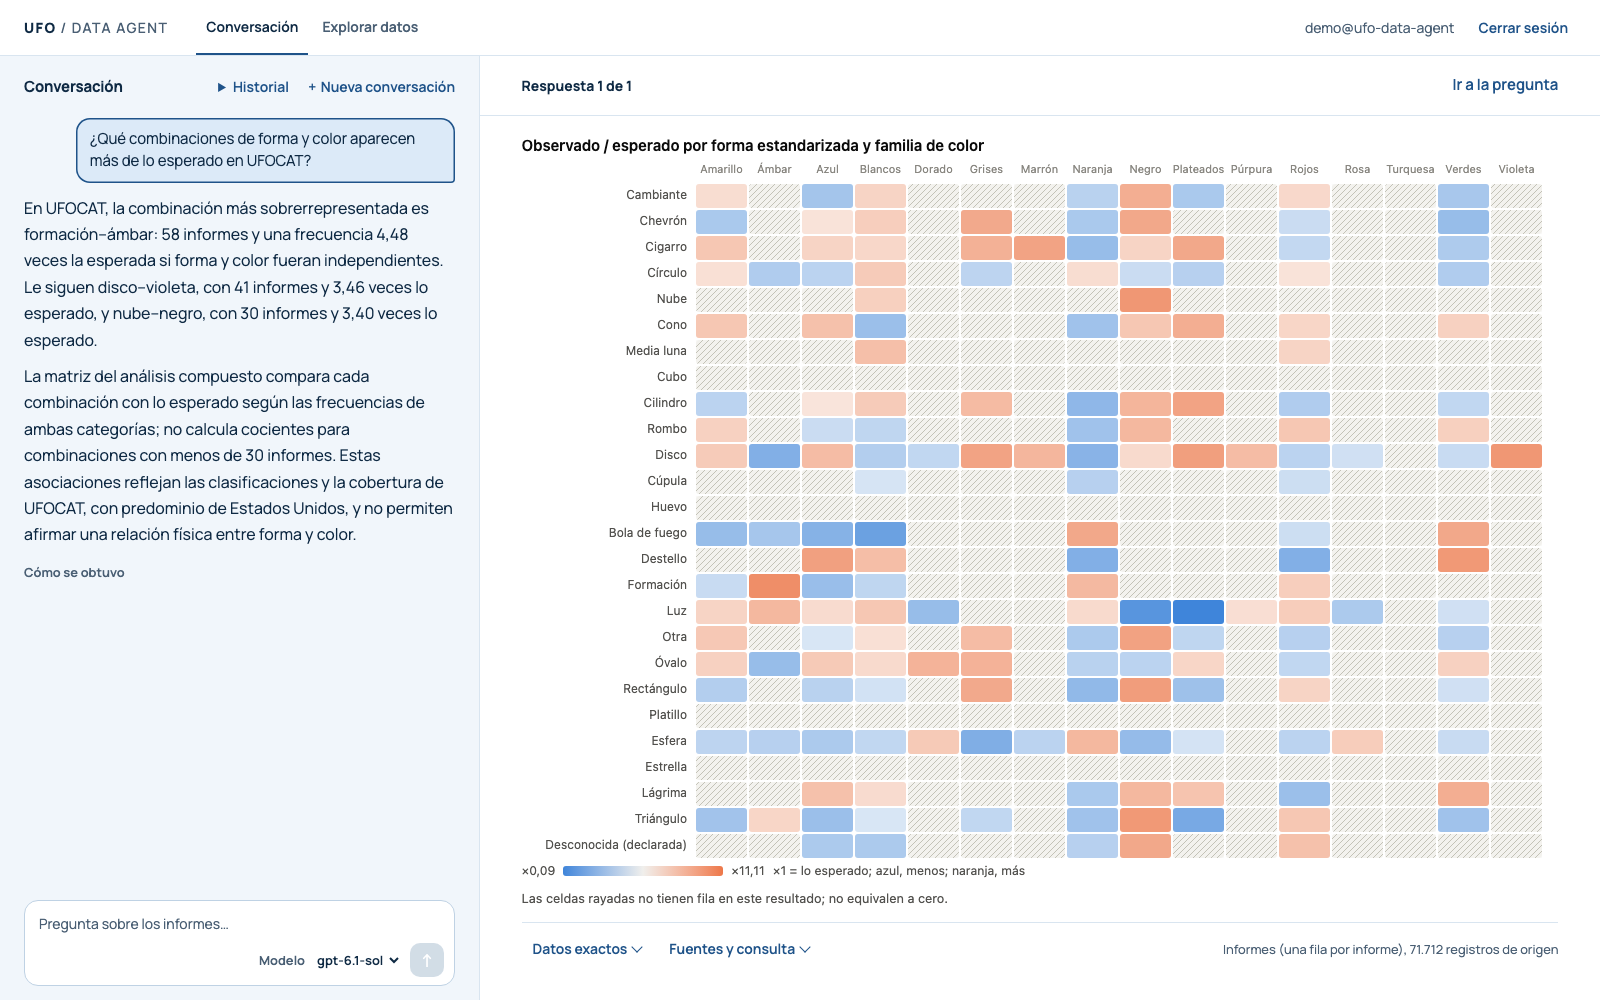 UFO / DATA AGENT
Conversación
Explorar datos
demo@ufo-data-agent
Cerrar sesión
Conversación
Historial
+ Nueva conversación
¿Qué combinaciones de forma y color aparecen
más de lo esperado en UFOCAT?
En UFOCAT, la combinación más sobrerrepresentada es
formación–ámbar: 58 informes y una frecuencia 4,48
veces la esperada si forma y color fueran independientes.
Le siguen disco–violeta, con 41 informes y 3,46 veces lo
esperado, y nube–negro, con 30 informes y 3,40 veces lo
esperado.
La matriz del análisis compuesto compara cada
combinación con lo esperado según las frecuencias de
ambas categorías; no calcula cocientes para
combinaciones con menos de 30 informes. Estas
asociaciones reflejan las clasificaciones y la cobertura de
UFOCAT, con predominio de Estados Unidos, y no permiten
afirmar una relación física entre forma y color.
Cómo se obtuvo
Pregunta sobre los informes…
Modelo gpt-6.1-sol
Respuesta 1 de 1
Ir a la pregunta
Observado / esperado por forma estandarizada y familia de color
Amarillo Ámbar Azul Blancos Dorado Grises Marrón Naranja Negro Plateados Púrpura Rojos Rosa Turquesa Verdes Violeta
Cambiante
Chevrón
Cigarro
Círculo
Nube
Cono
Media luna
Cubo
Cilindro
Rombo
Disco
Cúpula
Huevo
Bola de fuego
Destello
Formación
Luz
Otra
Óvalo
Rectángulo
Platillo
Esfera
Estrella
Lágrima
Triángulo
Desconocida (declarada)
×0,09 ×11,11 ×1 = lo esperado; azul, menos; naranja, más
Las celdas rayadas no tienen fila en este resultado; no equivalen a cero.
Datos exactos
Fuentes y consulta
Informes (una fila por informe), 71.712 registros de origen